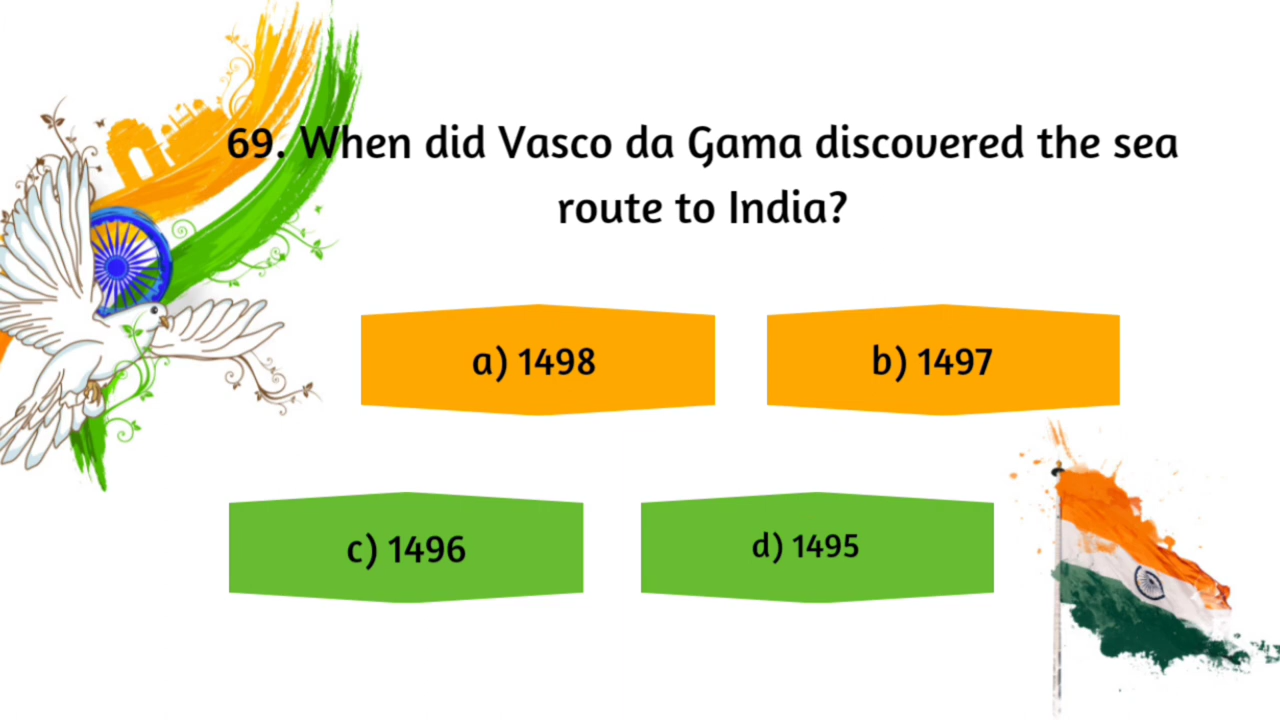 69. When did Vasco da Gama discovered the sea
route to India?
a) 1498
b) 1497
c) 1496
d) 1495